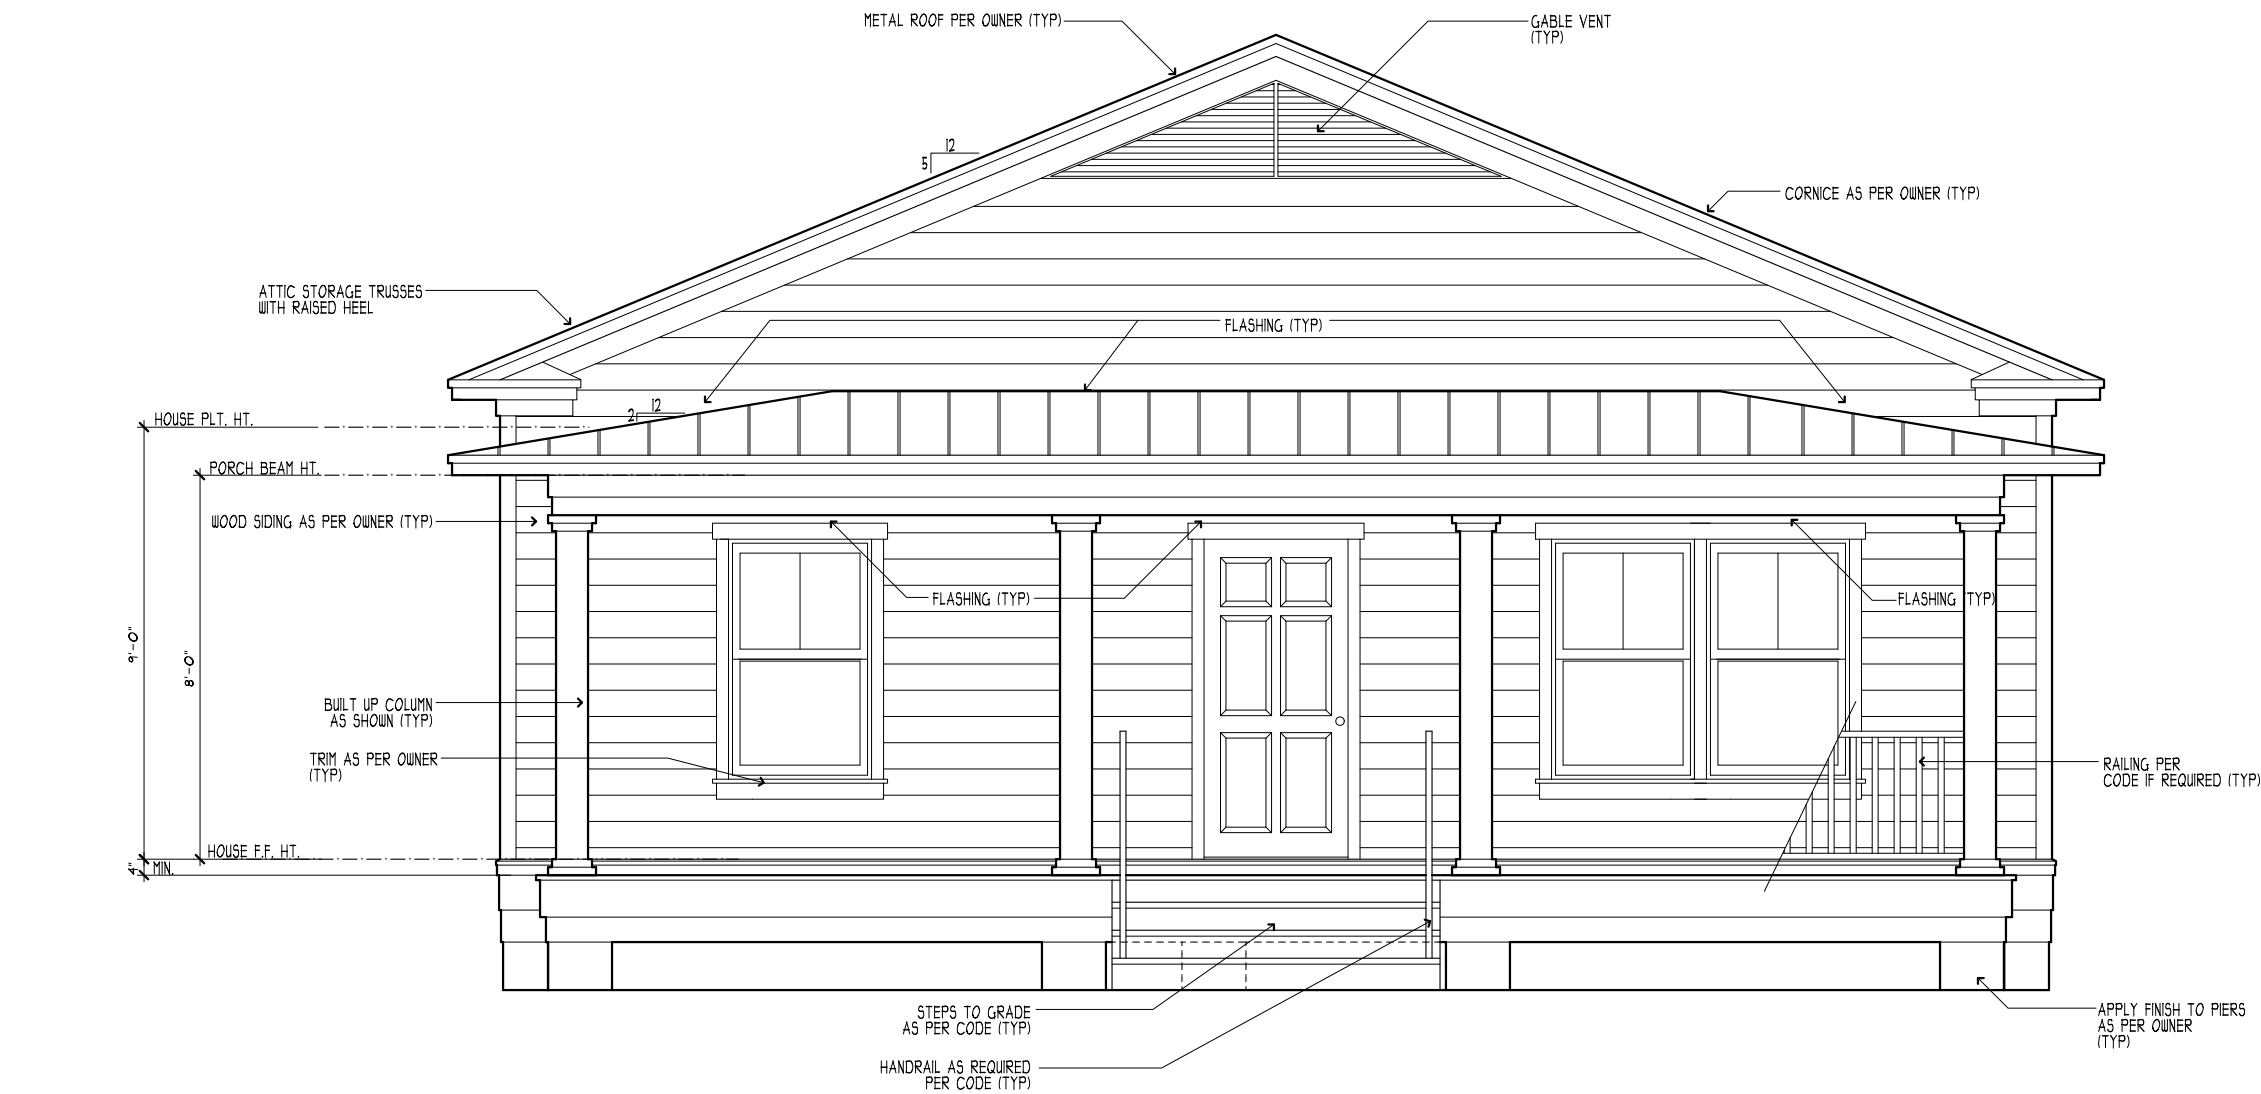 METAL ROOF PER OWNER (TYP)
GABLE VENT
(TYP)
12
5
CORNICE AS PER OWNER (TYP)
ATTIC STORAGE TRUSSES
WITH RAISED HEEL
FLASHING (TYP)
12
2
HOUSE PLT. HT.
PORCH BEAM HT.
WOOD SIDING AS PER OWNER (TYP)
FLASHING (TYP)
FLASHING (TYP)
9'-0"
8'-0"
BUILT UP COLUMN
AS SHOWN (TYP)
TRIM AS PER OWNER
(TYP)
RAILING PER
CODE IF REQUIRED (TYP)
HOUSE F.F. HT.
4"
MIN.
STEPS TO GRADE
AS PER CODE (TYP)
APPLY FINISH TO PIERS
AS PER OWNER
(TYP)
HANDRAIL AS REQUIRED
PER CODE (TYP)